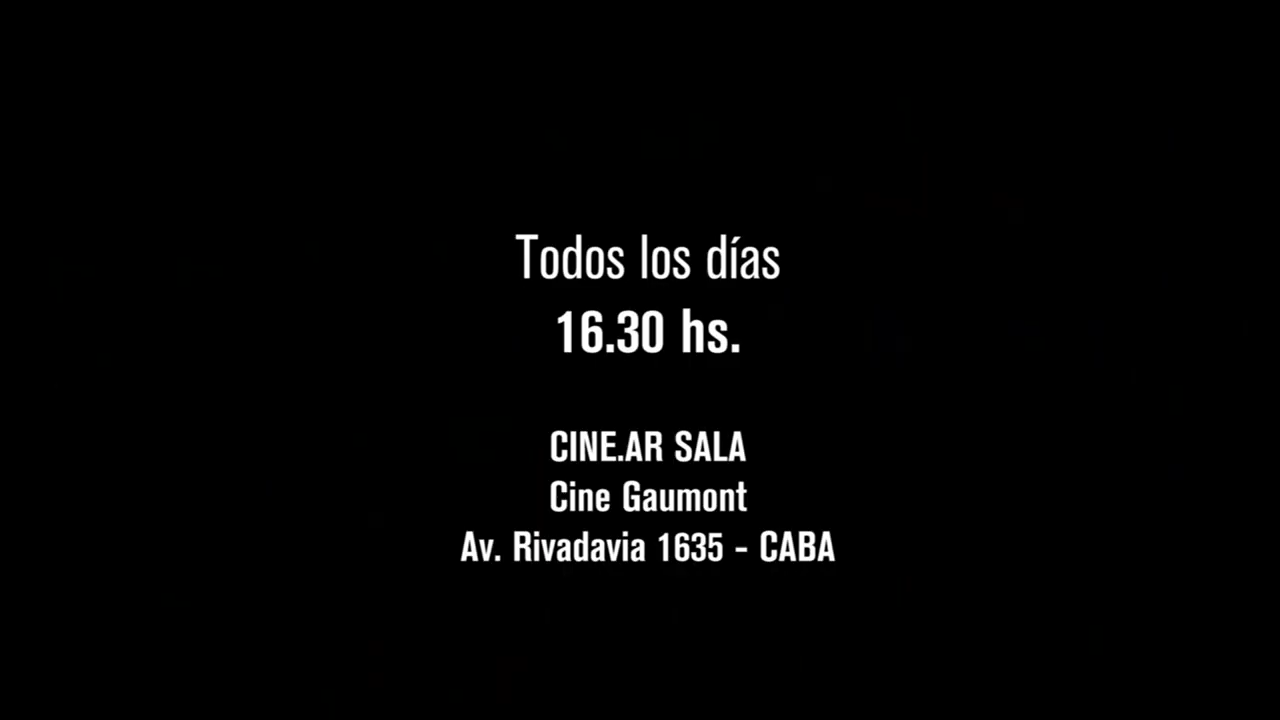 Todos los días
16.30 hs.
CINE.AR SALA
Cine Gaumont
Av. Rivadavia 1635 - CABA